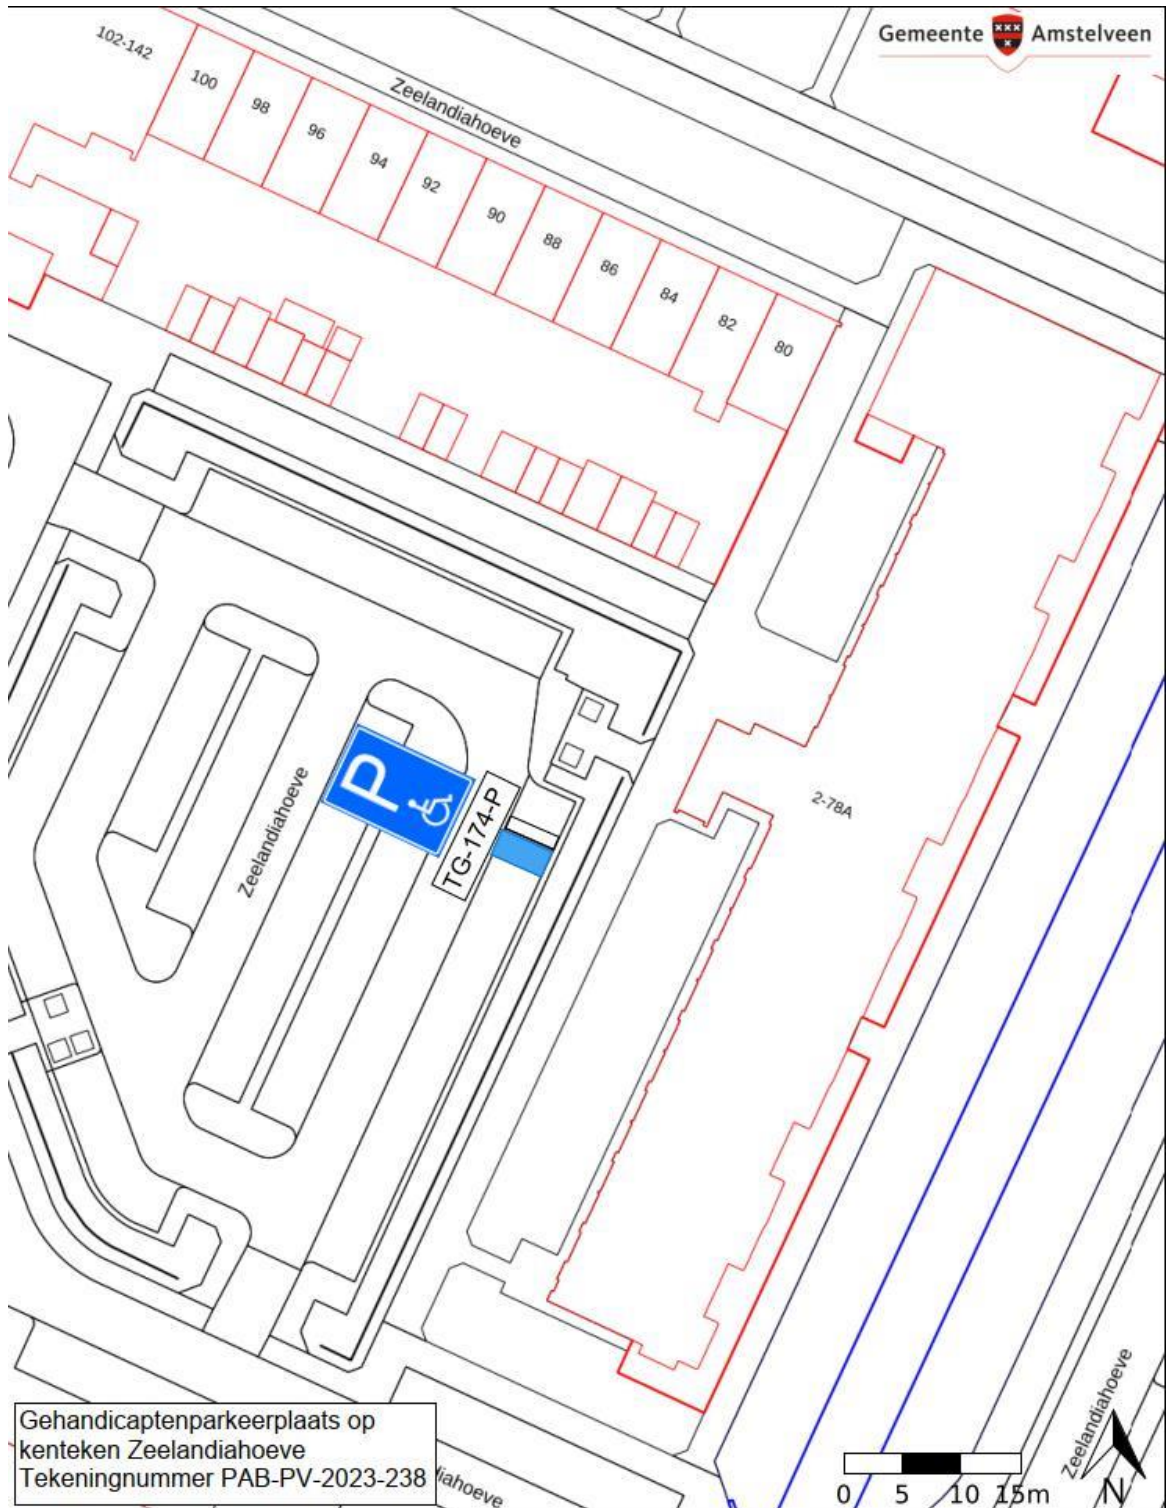 Gemeente Amstelveen
102-142
100
98
96
94
92
90
88
86
84
82
80
Zeelandiahoeve
2-78A
Zeelandiahoeve
P
TG-174-P
Zeelandiahoeve
Gehandicaptenparkeerplaats op
kenteken Zeelandiahoeve
Tekeningnummer PAB-PV-2023-238
diahoeve
0 5 10 15m
N